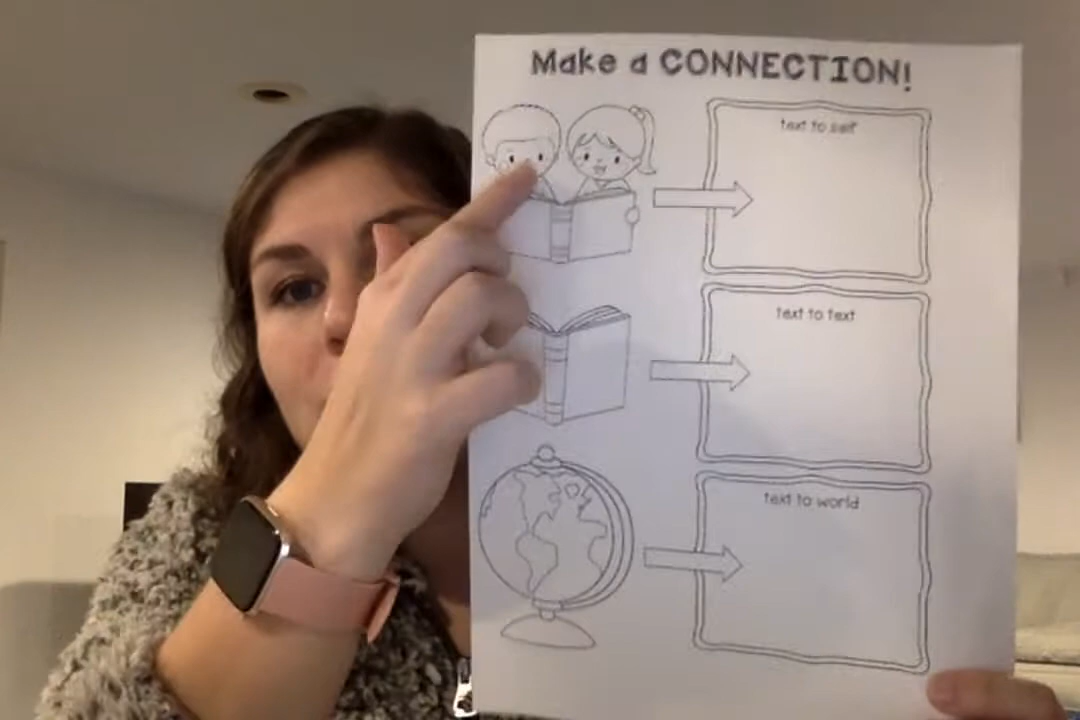 Make a CONNECTION!
text to self
text to text
text to world